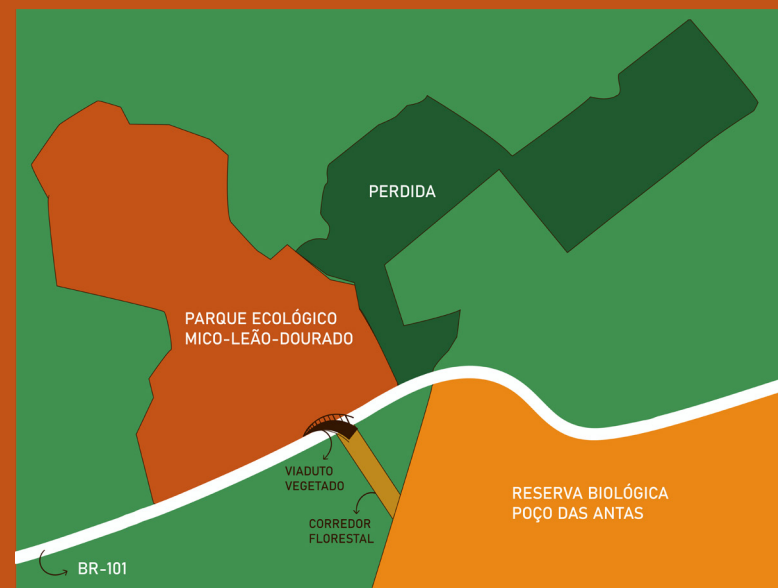 PERDIDA
PARQUE ECOLÓGICO
MICO-LEÃO-DOURADO
VIADUTO
VEGETADO
CORREDOR
FLORESTAL
RESERVA BIOLÓGICA
POÇO DAS ANTAS
BR-101